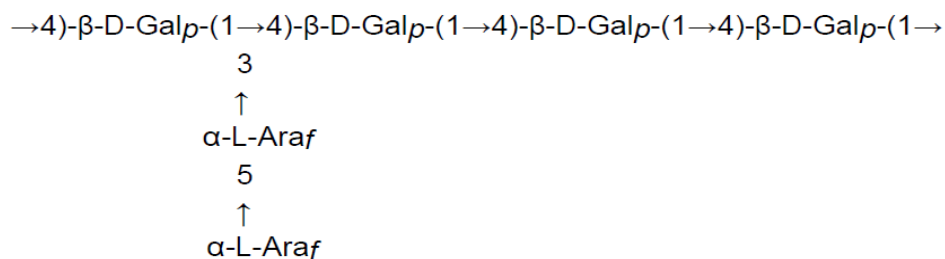 →4)-β-D-Galp-(1→4)-β-D-Galp-(1→4)-β-D-Galp-(1→4)-β-D-Galp-(1→
3
↑
α-L-Araf
5
↑
α-L-Araf